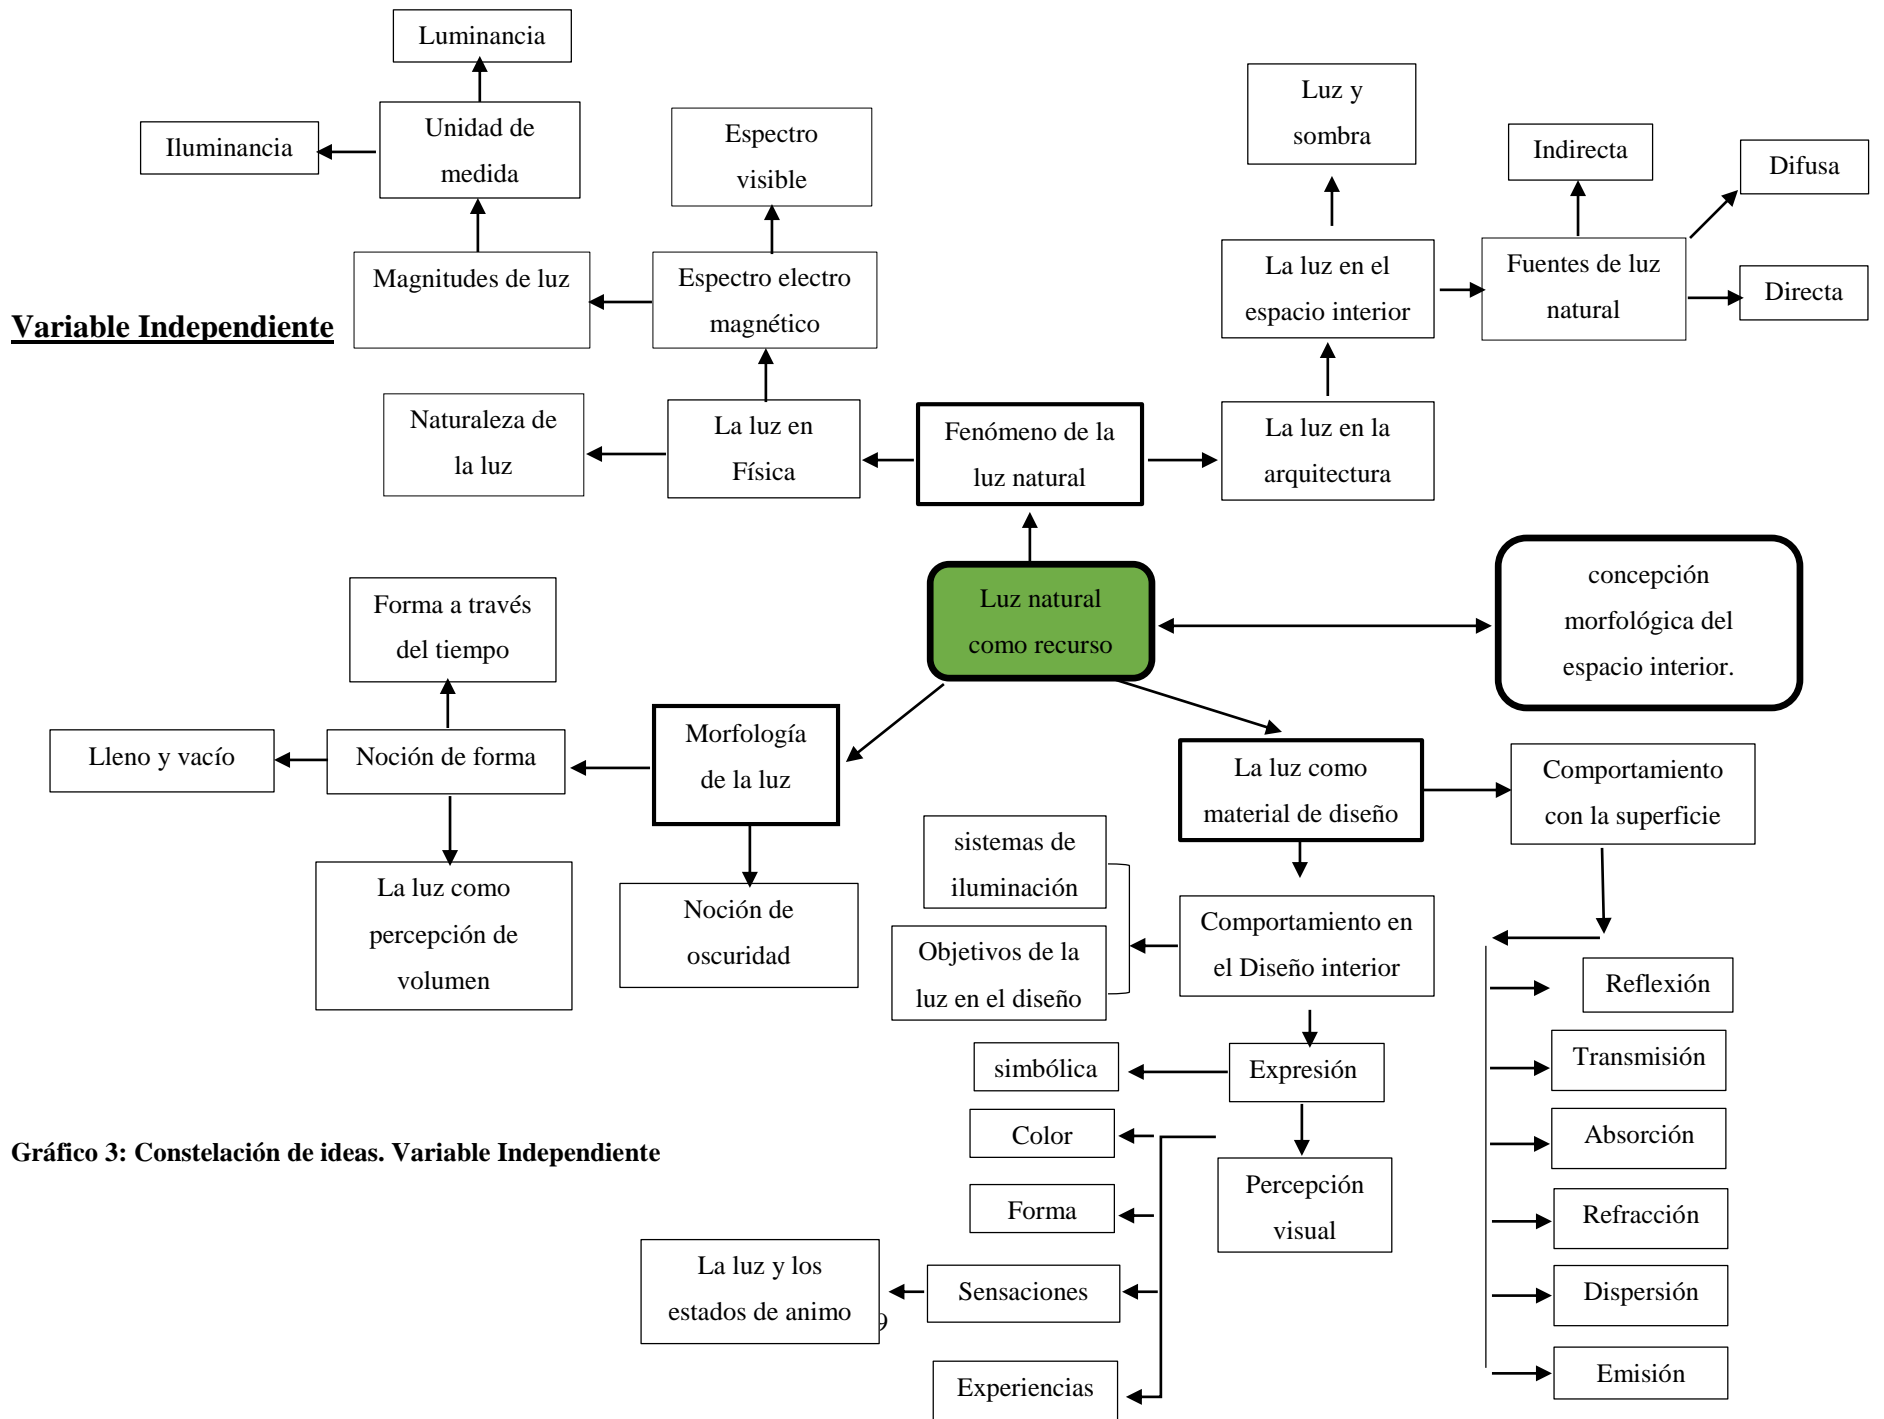 Luminancia
Unidad de
medida
Iluminancia
Espectro
visible
Magnitudes de luz
Espectro electro
magnético
Variable Independiente
Naturaleza de
la luz
La luz en
Física
Fenómeno de la
luz natural
Luz y
sombra
Indirecta
Difusa
La luz en el
espacio interior
Fuentes de luz
natural
Directa
La luz en la
arquitectura
Luz natural
como recurso
concepción
morfológica del
espacio interior.
Forma a través
del tiempo
Lleno y vacío
Noción de forma
Morfología
de la luz
La luz como
percepción de
volumen
Noción de
oscuridad
La luz como
material de diseño
Comportamiento
con la superficie
sistemas de
iluminación
Objetivos de la
luz en el diseño
Comportamiento en
el Diseño interior
Reflexión
Transmisión
Absorción
Refracción
Dispersión
Emisión
simbólica
Expresión
Color
Forma
Percepción
visual
La luz y los
estados de animo
Sensaciones
Experiencias
Gráfico 3: Constelación de ideas. Variable Independiente